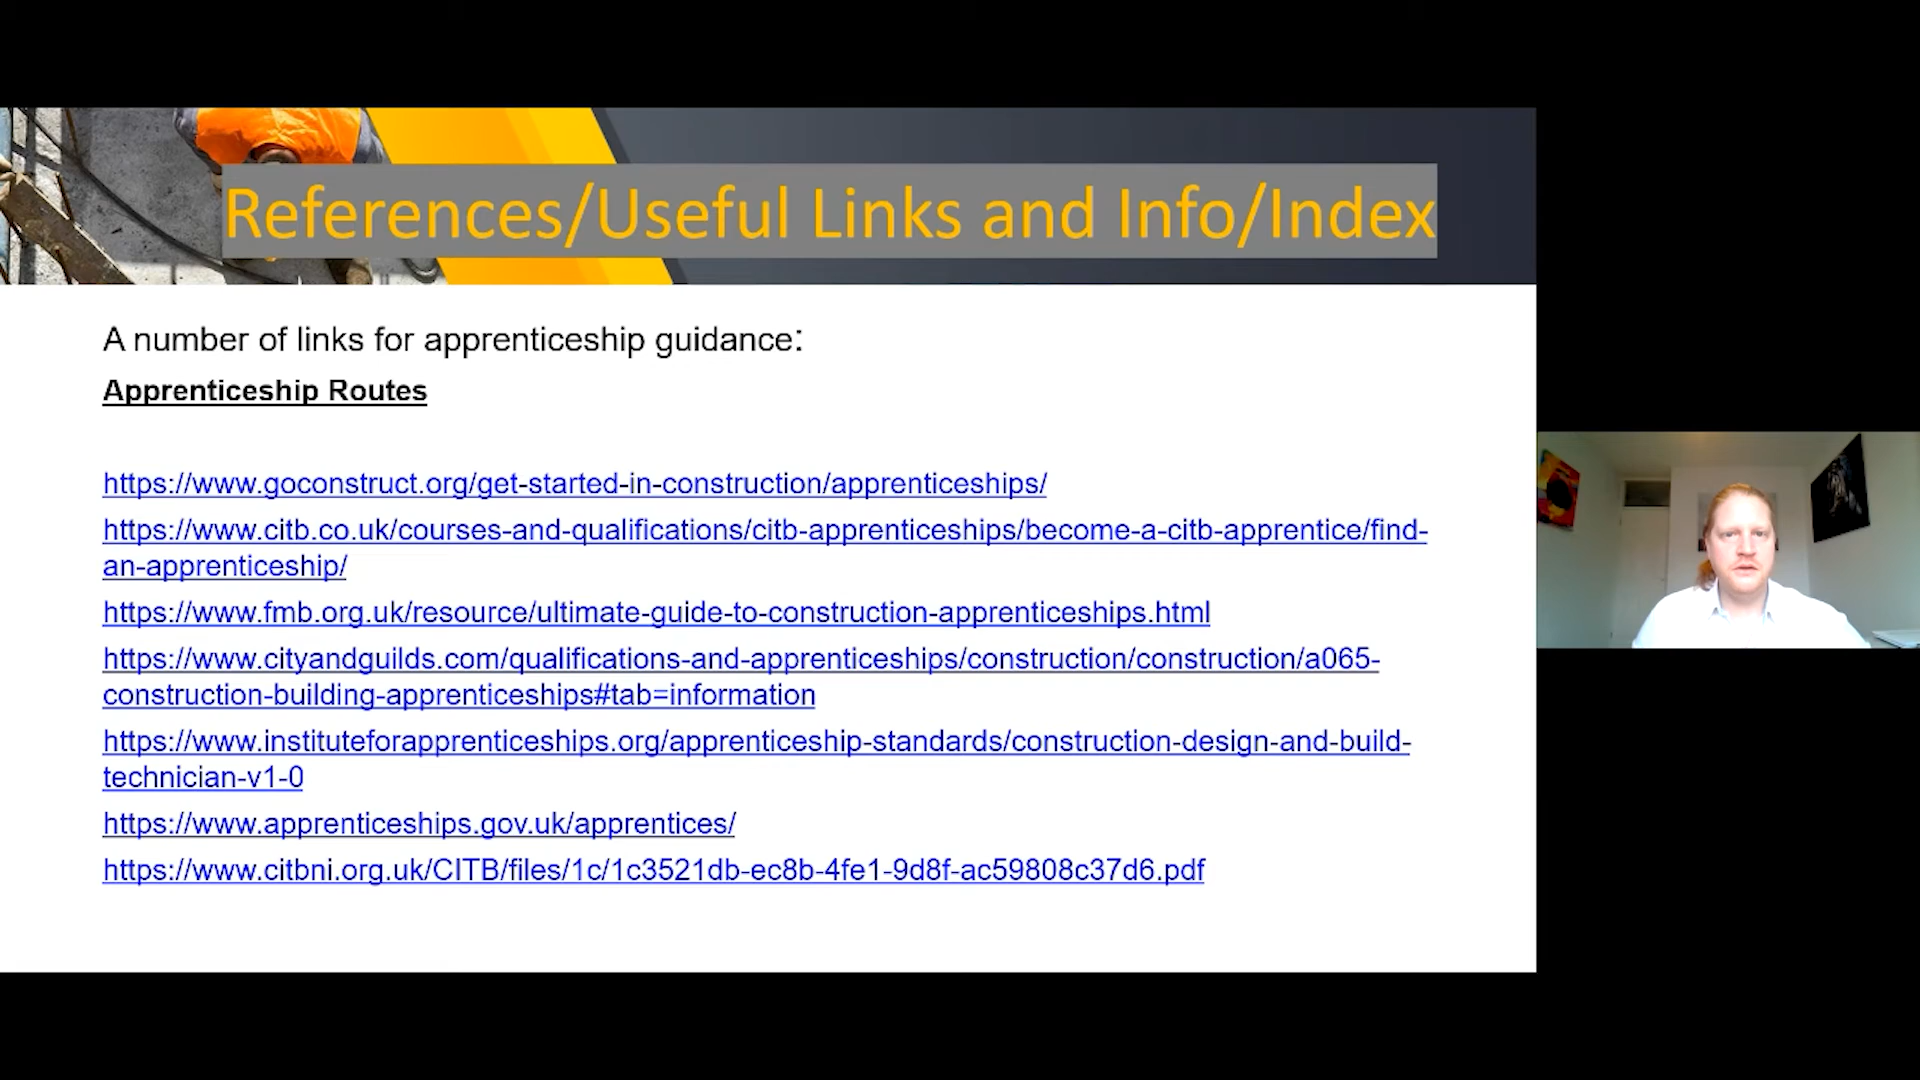 References/Useful Links and Info/Index
A number of links for apprenticeship guidance:
Apprenticeship Routes
https://www.goconstruct.org/get-started-in-construction/apprenticeships/
https://www.citb.co.uk/courses-and-qualifications/citb-apprenticeships/become-a-citb-apprentice/find-
an-apprenticeship/
https://www.fmb.org.uk/resource/ultimate-guide-to-construction-apprenticeships.html
https://www.cityandguilds.com/qualifications-and-apprenticeships/construction/construction/a065-
construction-building-apprenticeships#tab=information
https://www.instituteforapprenticeships.org/apprenticeship-standards/construction-design-and-build-
technician-v1-0
https://www.apprenticeships.gov.uk/apprentices/
https://www.citbni.org.uk/CITB/files/1c/1c3521db-ec8b-4fe1-9d8f-ac59808c37d6.pdf